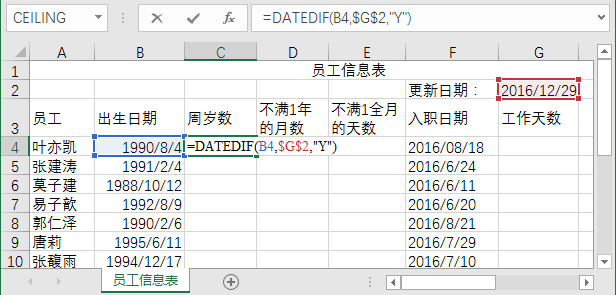 CEILING =DATEDIF(B4,$G$2,"Y")
A B C D E F G
1 员工信息表
2 更新日期： 2016/12/29
3 员工 出生日期 周岁数 不满1年的月数 不满1全月的天数 入职日期 工作天数
4 叶亦凯 1990/8/4 =DATEDIF(B4,$G$2,"Y") 2016/08/18
5 张建涛 1991/2/4 2016/6/24
6 莫子建 1988/10/12 2016/6/11
7 易子歆 1992/8/9 2016/6/20
8 郭仁泽 1990/2/6 2016/8/21
9 唐莉 1995/6/11 2016/7/29
10 张馥雨 1994/12/17 2016/7/10
员工信息表